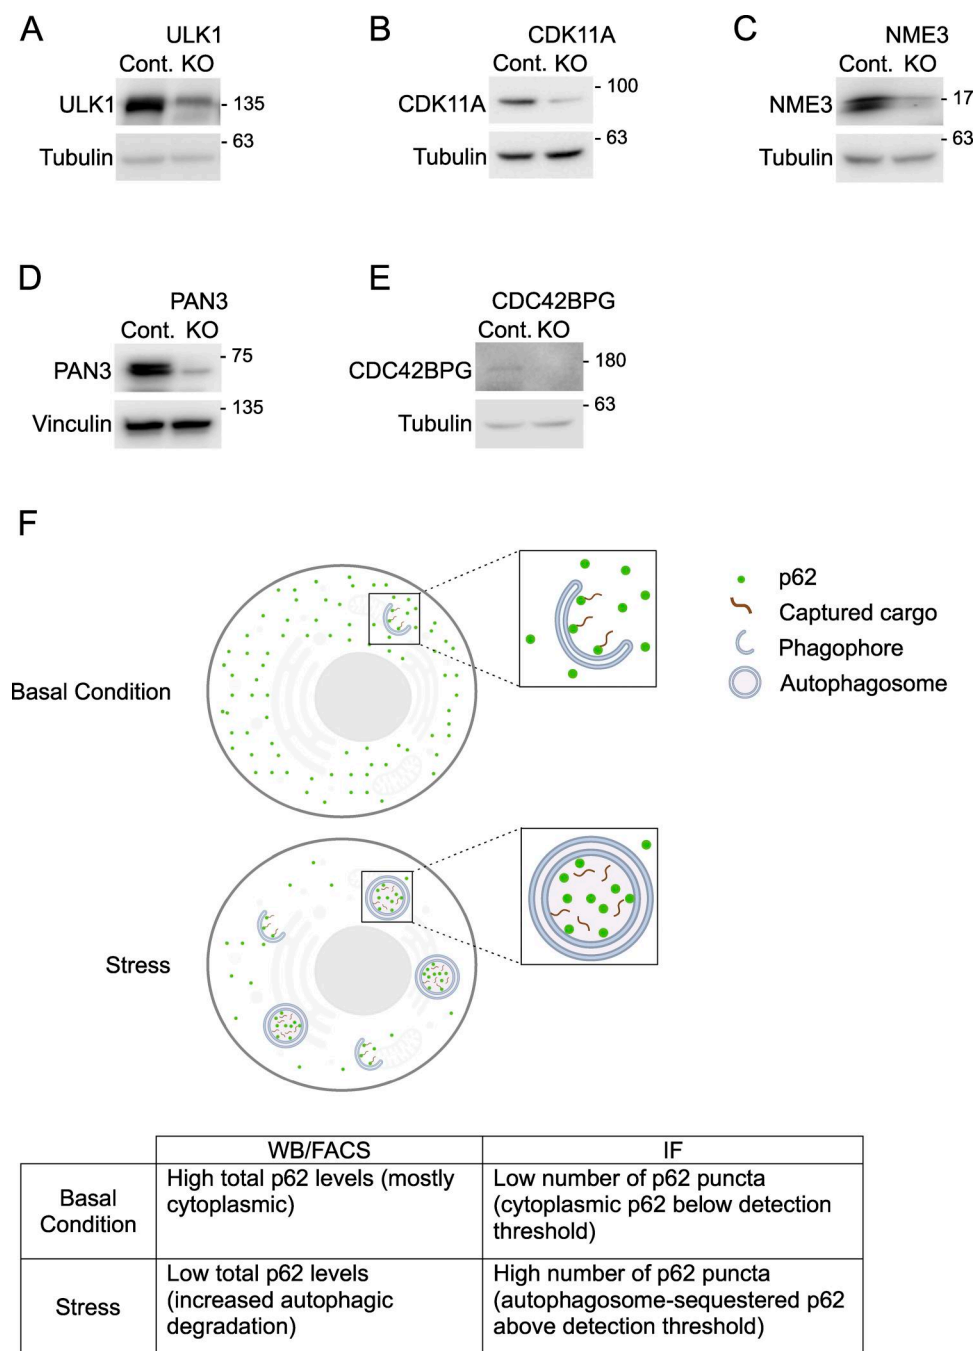 A
ULK1
Cont. KO
ULK1
- 135
- 63
Tubulin
B
CDK11A
Cont. KO
- 100
CDK11A
- 63
Tubulin
C
NME3
Cont. KO
NME3
- 17
- 63
Tubulin
D
PAN3
Cont. KO
- 75
PAN3
- 135
Vinculin
E
CDC42BPG
Cont. KO
CDC42BPG
- 180
- 63
Tubulin
F
Basal Condition
p62
Captured cargo
Phagophore
Autophagosome
Stress
WB/FACS
IF
Basal
Condition
High total p62 levels (mostly
cytoplasmic)
Low number of p62 puncta
(cytoplasmic p62 below detection
threshold)
Stress
Low total p62 levels
(increased autophagic
degradation)
High number of p62 puncta
(autophagosome-sequestered p62
above detection threshold)